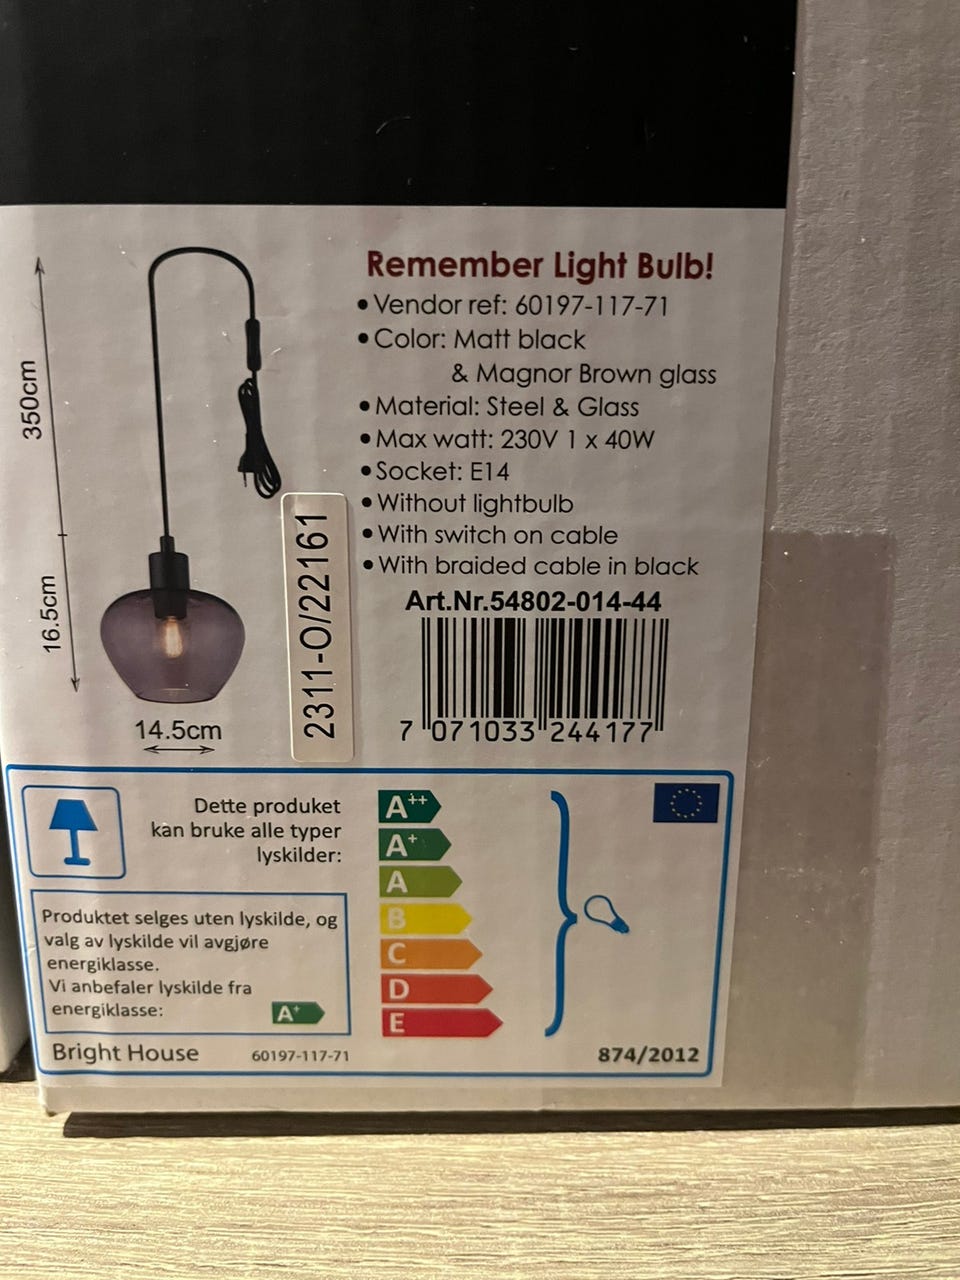 350cm
16.5cm
14.5cm
2311-O/22161
Remember Light Bulb!
•Vendor ref: 60197-117-71
•Color: Matt black
& Magnor Brown glass
•Material: Steel & Glass
•Max watt: 230V 1 x 40W
•Socket: E14
•Without lightbulb
•With switch on cable
•With braided cable in black
Art.Nr.54802-014-44
7 071033 244177
Dette produket
kan bruke alle typer
lyskilder:
A++
A+
A
B
C
D
E
Produktet selges uten lyskilde, og
valg av lyskilde vil avgjøre
energiklasse.
Vi anbefaler lyskilde fra
energiklasse: A+
Bright House 60197-117-71 874/2012